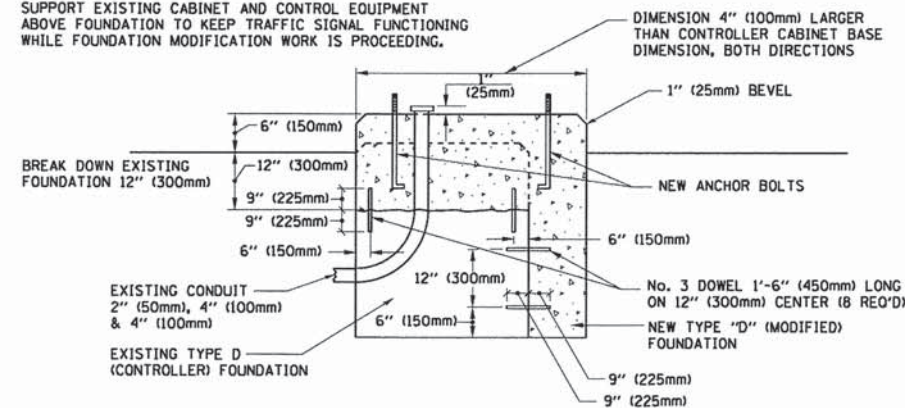 SUPPORT EXISTING CABINET AND CONTROL EQUIPMENT
ABOVE FOUNDATION TO KEEP TRAFFIC SIGNAL FUNCTIONING
WHILE FOUNDATION MODIFICATION WORK IS PROCEEDING.
DIMENSION 4" (100mm) LARGER
THAN CONTROLLER CABINET BASE
DIMENSION, BOTH DIRECTIONS
1"
(25mm)
1" (25mm) BEVEL
6" (150mm)
BREAK DOWN EXISTING
FOUNDATION 12" (300mm)
12" (300mm)
9" (225mm)
9" (225mm)
NEW ANCHOR BOLTS
6" (150mm)
6" (150mm)
12" (300mm)
EXISTING CONDUIT
2" (50mm), 4" (100mm)
& 4" (100mm)
No. 3 DOWEL 1'-6" (450mm) LONG
ON 12" (300mm) CENTER (8 REQ'D)
6" (150mm)
NEW TYPE "D" (MODIFIED)
FOUNDATION
EXISTING TYPE D
(CONTROLLER) FOUNDATION
9" (225mm)
9" (225mm)